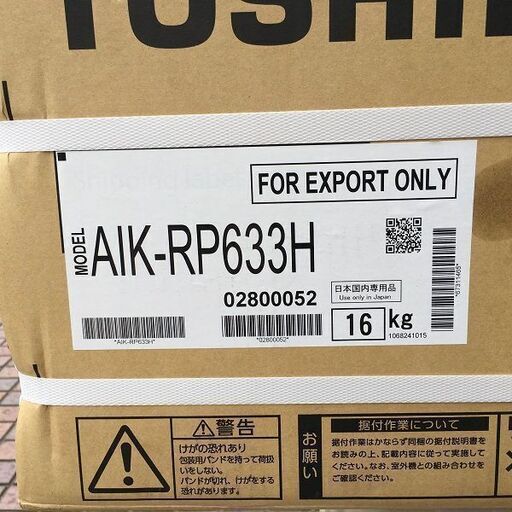 TOSHIB
Shipping label
FOR EXPORT ONLY
MODEL
AIK-RP633H
02800052
日本国内専用品
Use only in Japan
16 kg
1068241015
*67311465*
*AIK-RP633H*
*02800052*
警告
けがの恐れあり
包装用バンドを持って荷扱
いをしない。
バンドが切れ、けがをする
恐れがあります。
お願い
据付作業について
据付作業はかならず同梱の据付説明書を
お読みの上、記載内容に従って実施して
ください。なお、室外機との組み合わせを
ご確認ください。